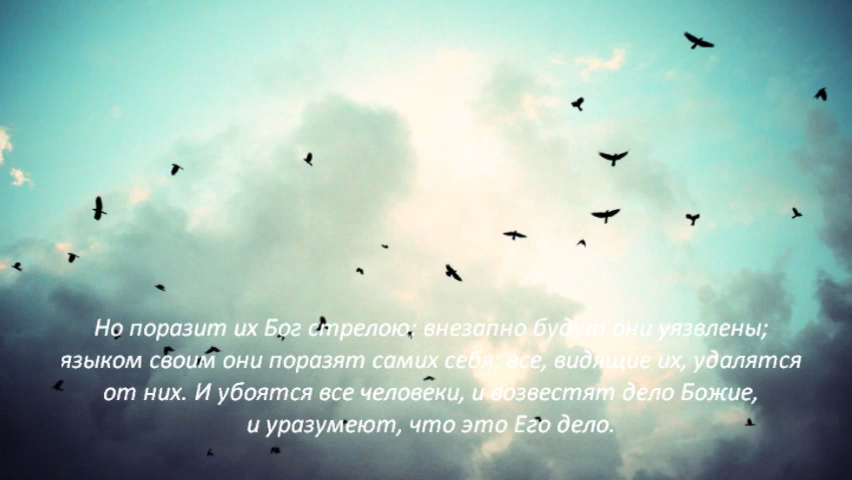 Но поразит их Бог стрелою: внезапно будут они уязвлены;
языком своим они поразят самих себя; все, видящие их, удалятся
от них. И убоятся все человеки, и возвестят дело Божие,
и уразумеют, что это Его дело.